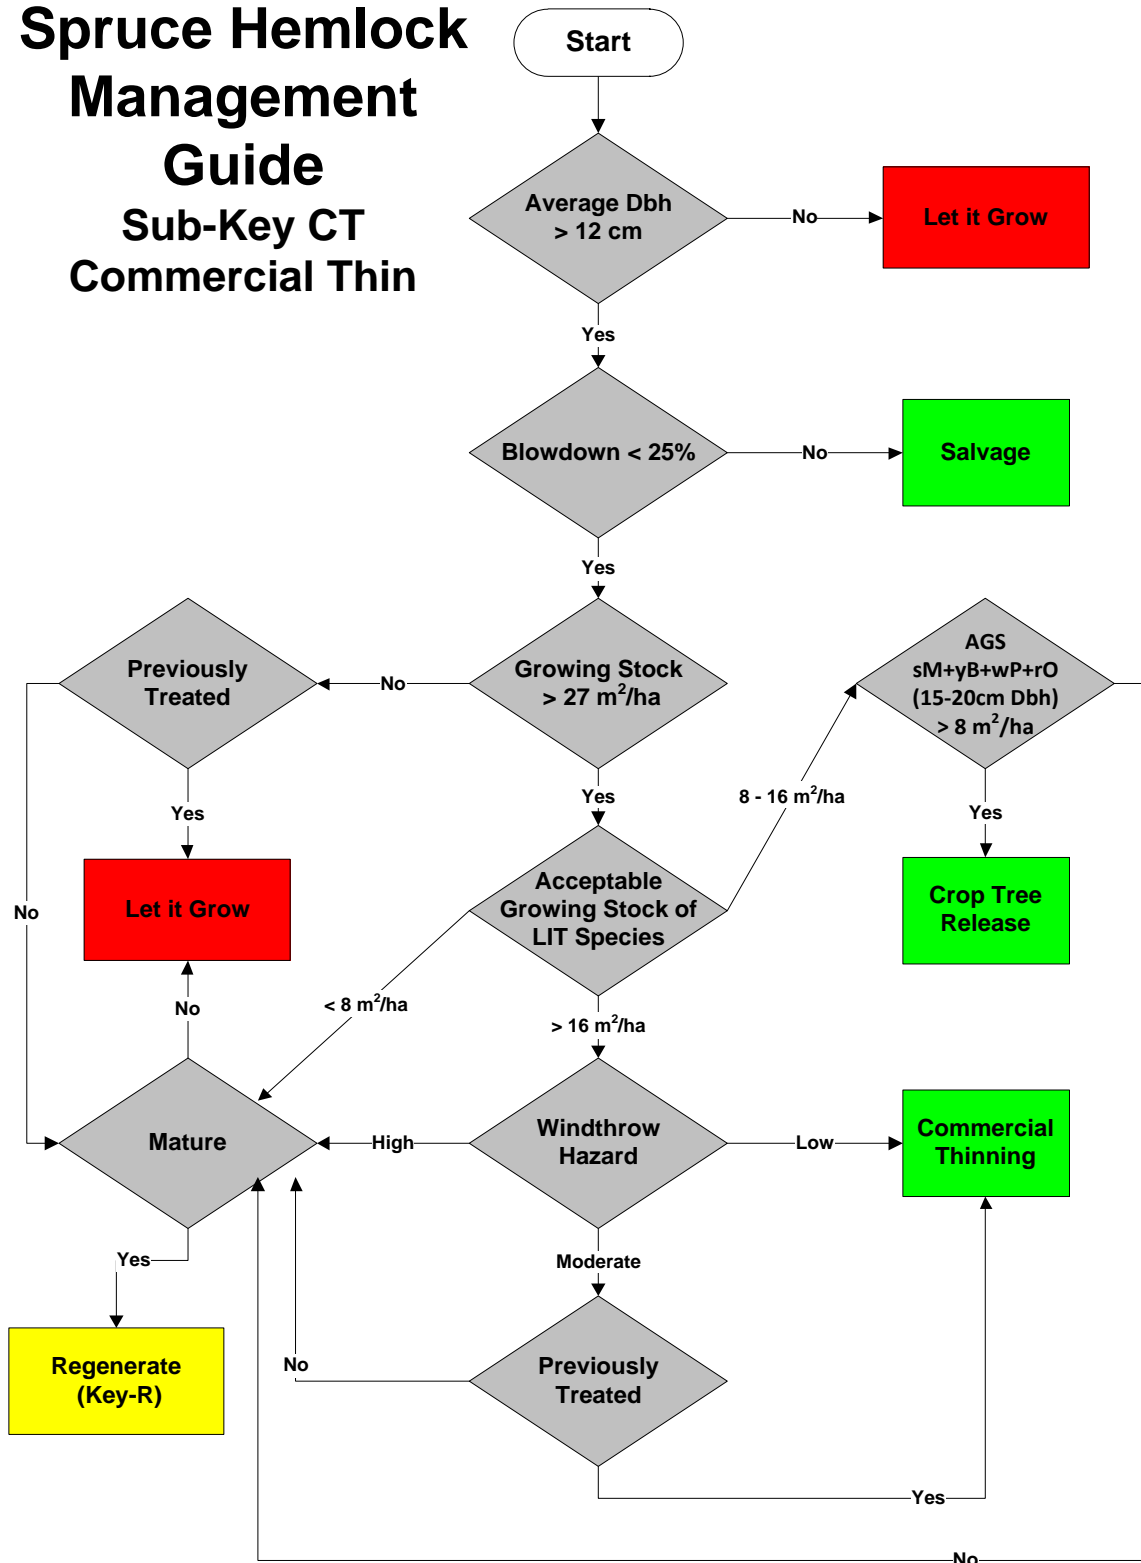 Spruce Hemlock
Management
Guide
Sub-Key CT
Commercial Thin
Start
Average Dbh
> 12 cm
No
Let it Grow
Yes
Blowdown < 25%
No
Salvage
Yes
Previously
Treated
No
Growing Stock
> 27 m²/ha
AGS
sM+yB+wP+rO
(15-20cm Dbh)
> 8 m²/ha
Yes
Yes
8 - 16 m²/ha
Yes
No
Let it Grow
Acceptable
Growing Stock of
LIT Species
Crop Tree
Release
No
< 8 m²/ha
> 16 m²/ha
Mature
High
Windthrow
Hazard
Low
Commercial
Thinning
Yes
Moderate
Regenerate
(Key-R)
No
Previously
Treated
Yes
No